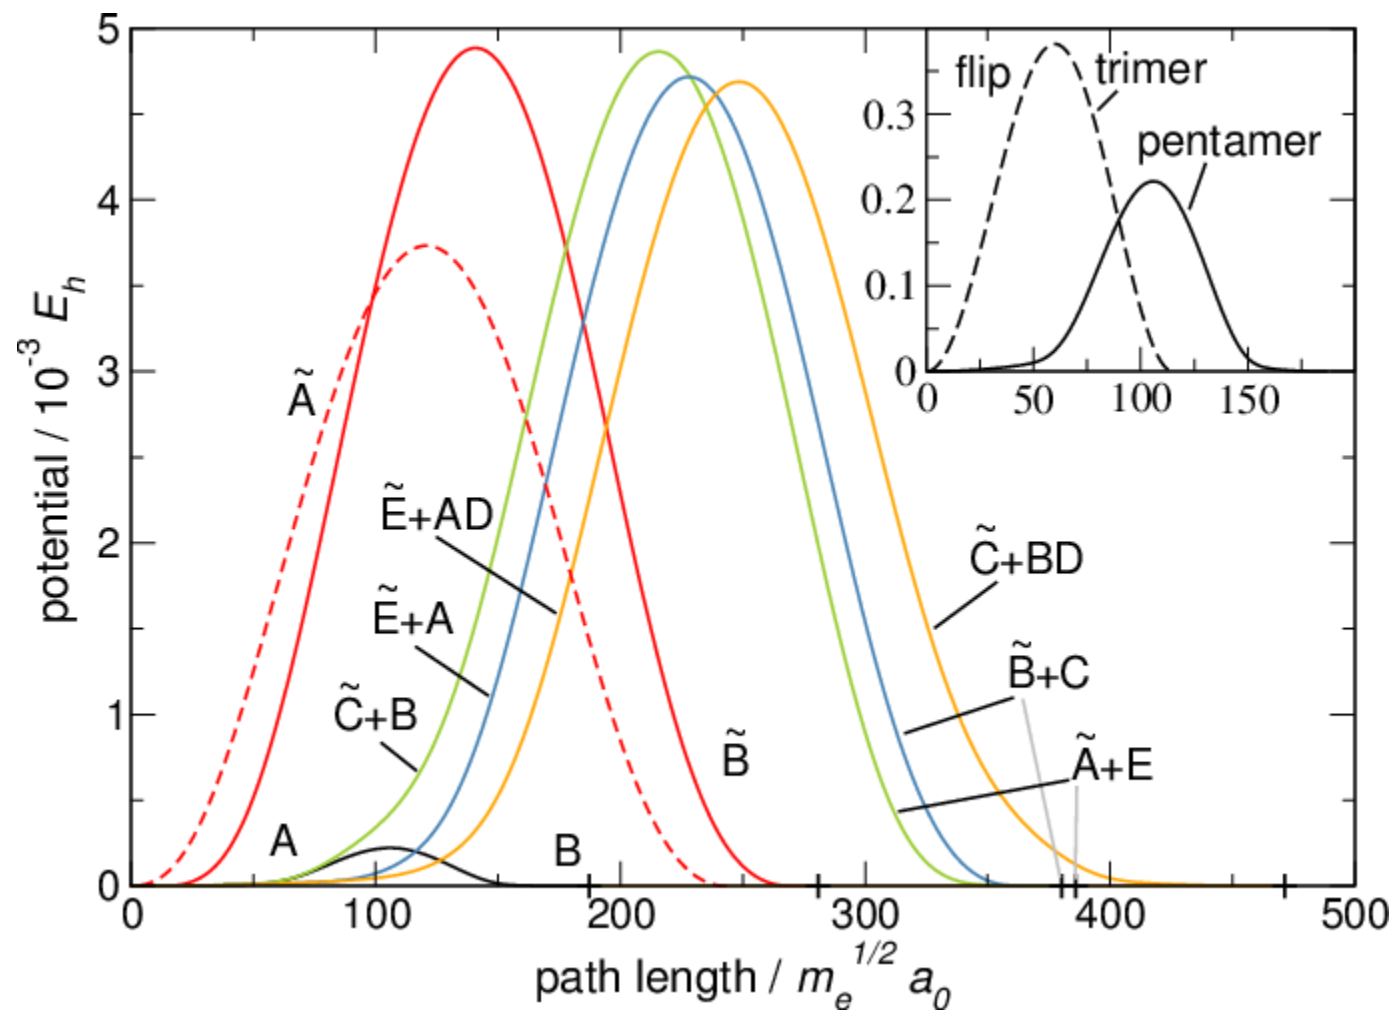 5
4
3
2
1
0
potential / 10⁻³ E_h
0 100 200 300 400 500
path length / m_e^{1/2} a_0
Ã
Ẽ+AD
Ẽ+A
C̃+B
A
B
B̃
C̃+BD
B̃+C
Ã+E
flip
trimer
pentamer
0.3
0.2
0.1
0
0 50 100 150